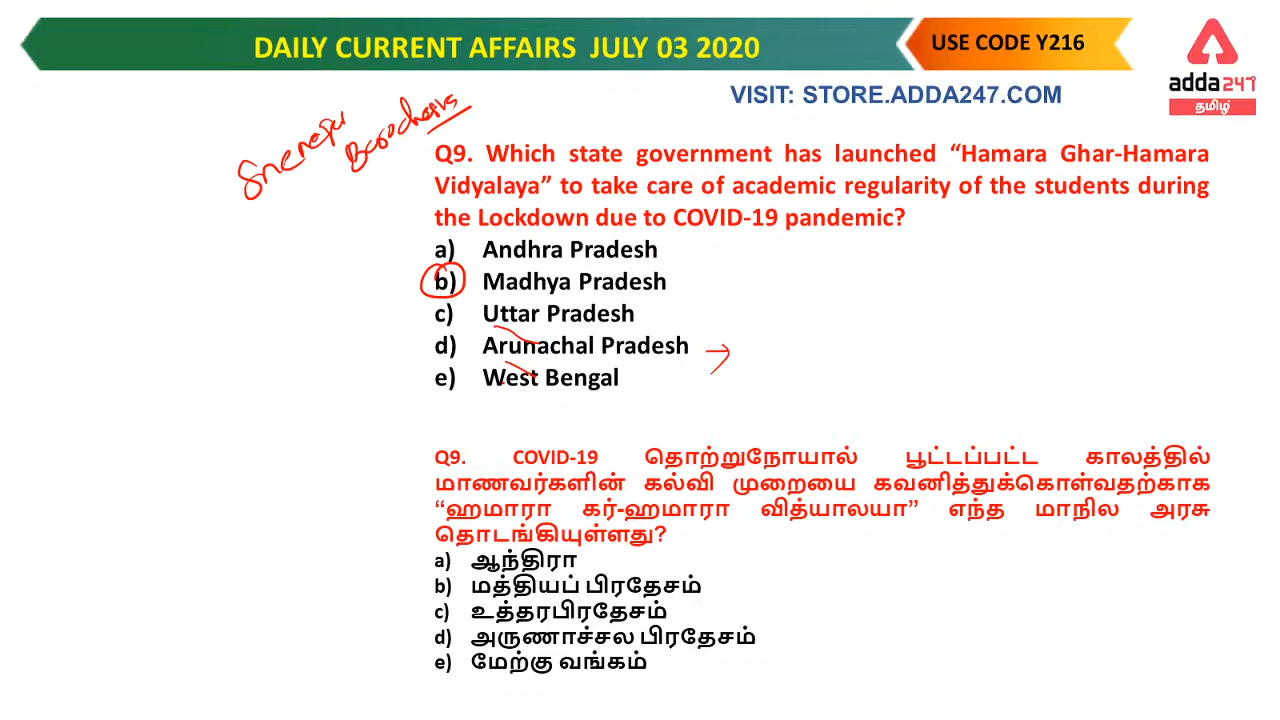 DAILY CURRENT AFFAIRS JULY 03 2020
USE CODE Y216
adda247
தமிழ்
VISIT: STORE.ADDA247.COM
Q9. Which state government has launched “Hamara Ghar-Hamara
Vidyalaya” to take care of academic regularity of the students during
the Lockdown due to COVID-19 pandemic?
a) Andhra Pradesh
b) Madhya Pradesh
c) Uttar Pradesh
d) Arunachal Pradesh
e) West Bengal
Q9. COVID-19 தொற்றுநோயால் பூட்டப்பட்ட காலத்தில்
மாணவர்களின் கல்வி முறையை கவனித்துக்கொள்வதற்காக
“ஹமாரா கர்-ஹமாரா வித்யாலயா” எந்த மாநில அரசு
தொடங்கியுள்ளது?
a) ஆந்திரா
b) மத்தியப் பிரதேசம்
c) உத்தரபிரதேசம்
d) அருணாச்சல பிரதேசம்
e) மேற்கு வங்கம்